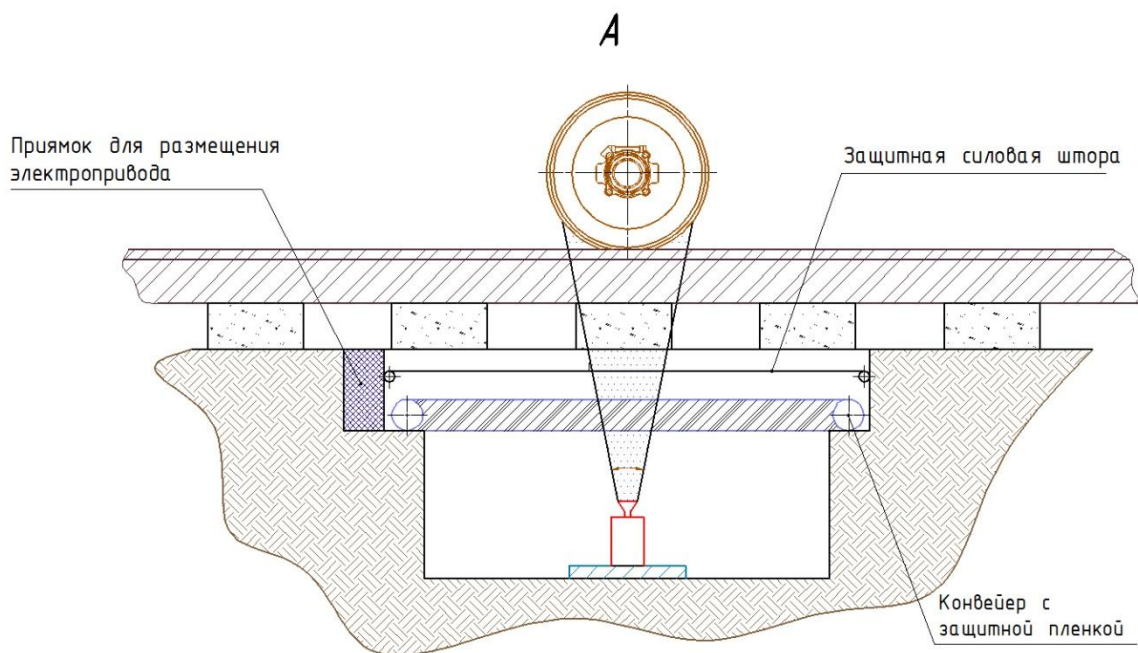 А
Приямок для размещения
электропривода
Защитная силовая штора
Конвейер с
защитной пленкой